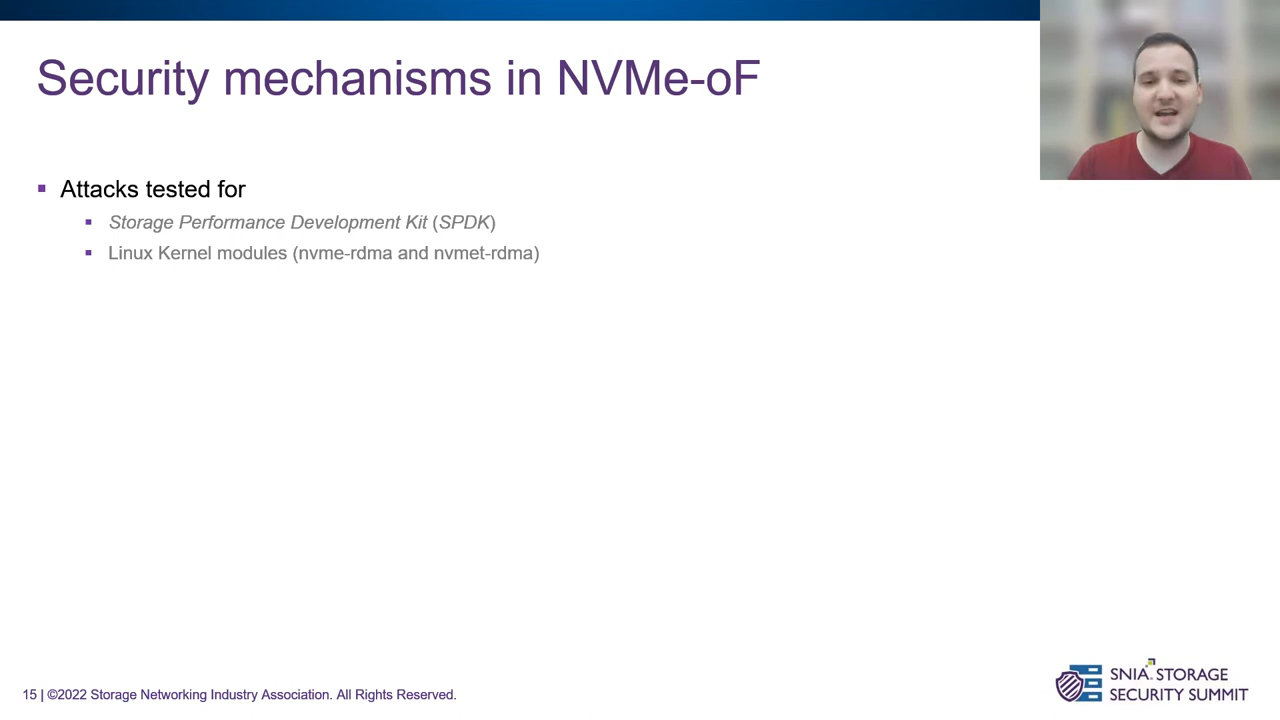 Security mechanisms in NVMe-oF
▪ Attacks tested for
▪ Storage Performance Development Kit (SPDK)
▪ Linux Kernel modules (nvme-rdma and nvmet-rdma)
15 | ©2022 Storage Networking Industry Association. All Rights Reserved.
SNIA. STORAGE
SECURITY SUMMIT